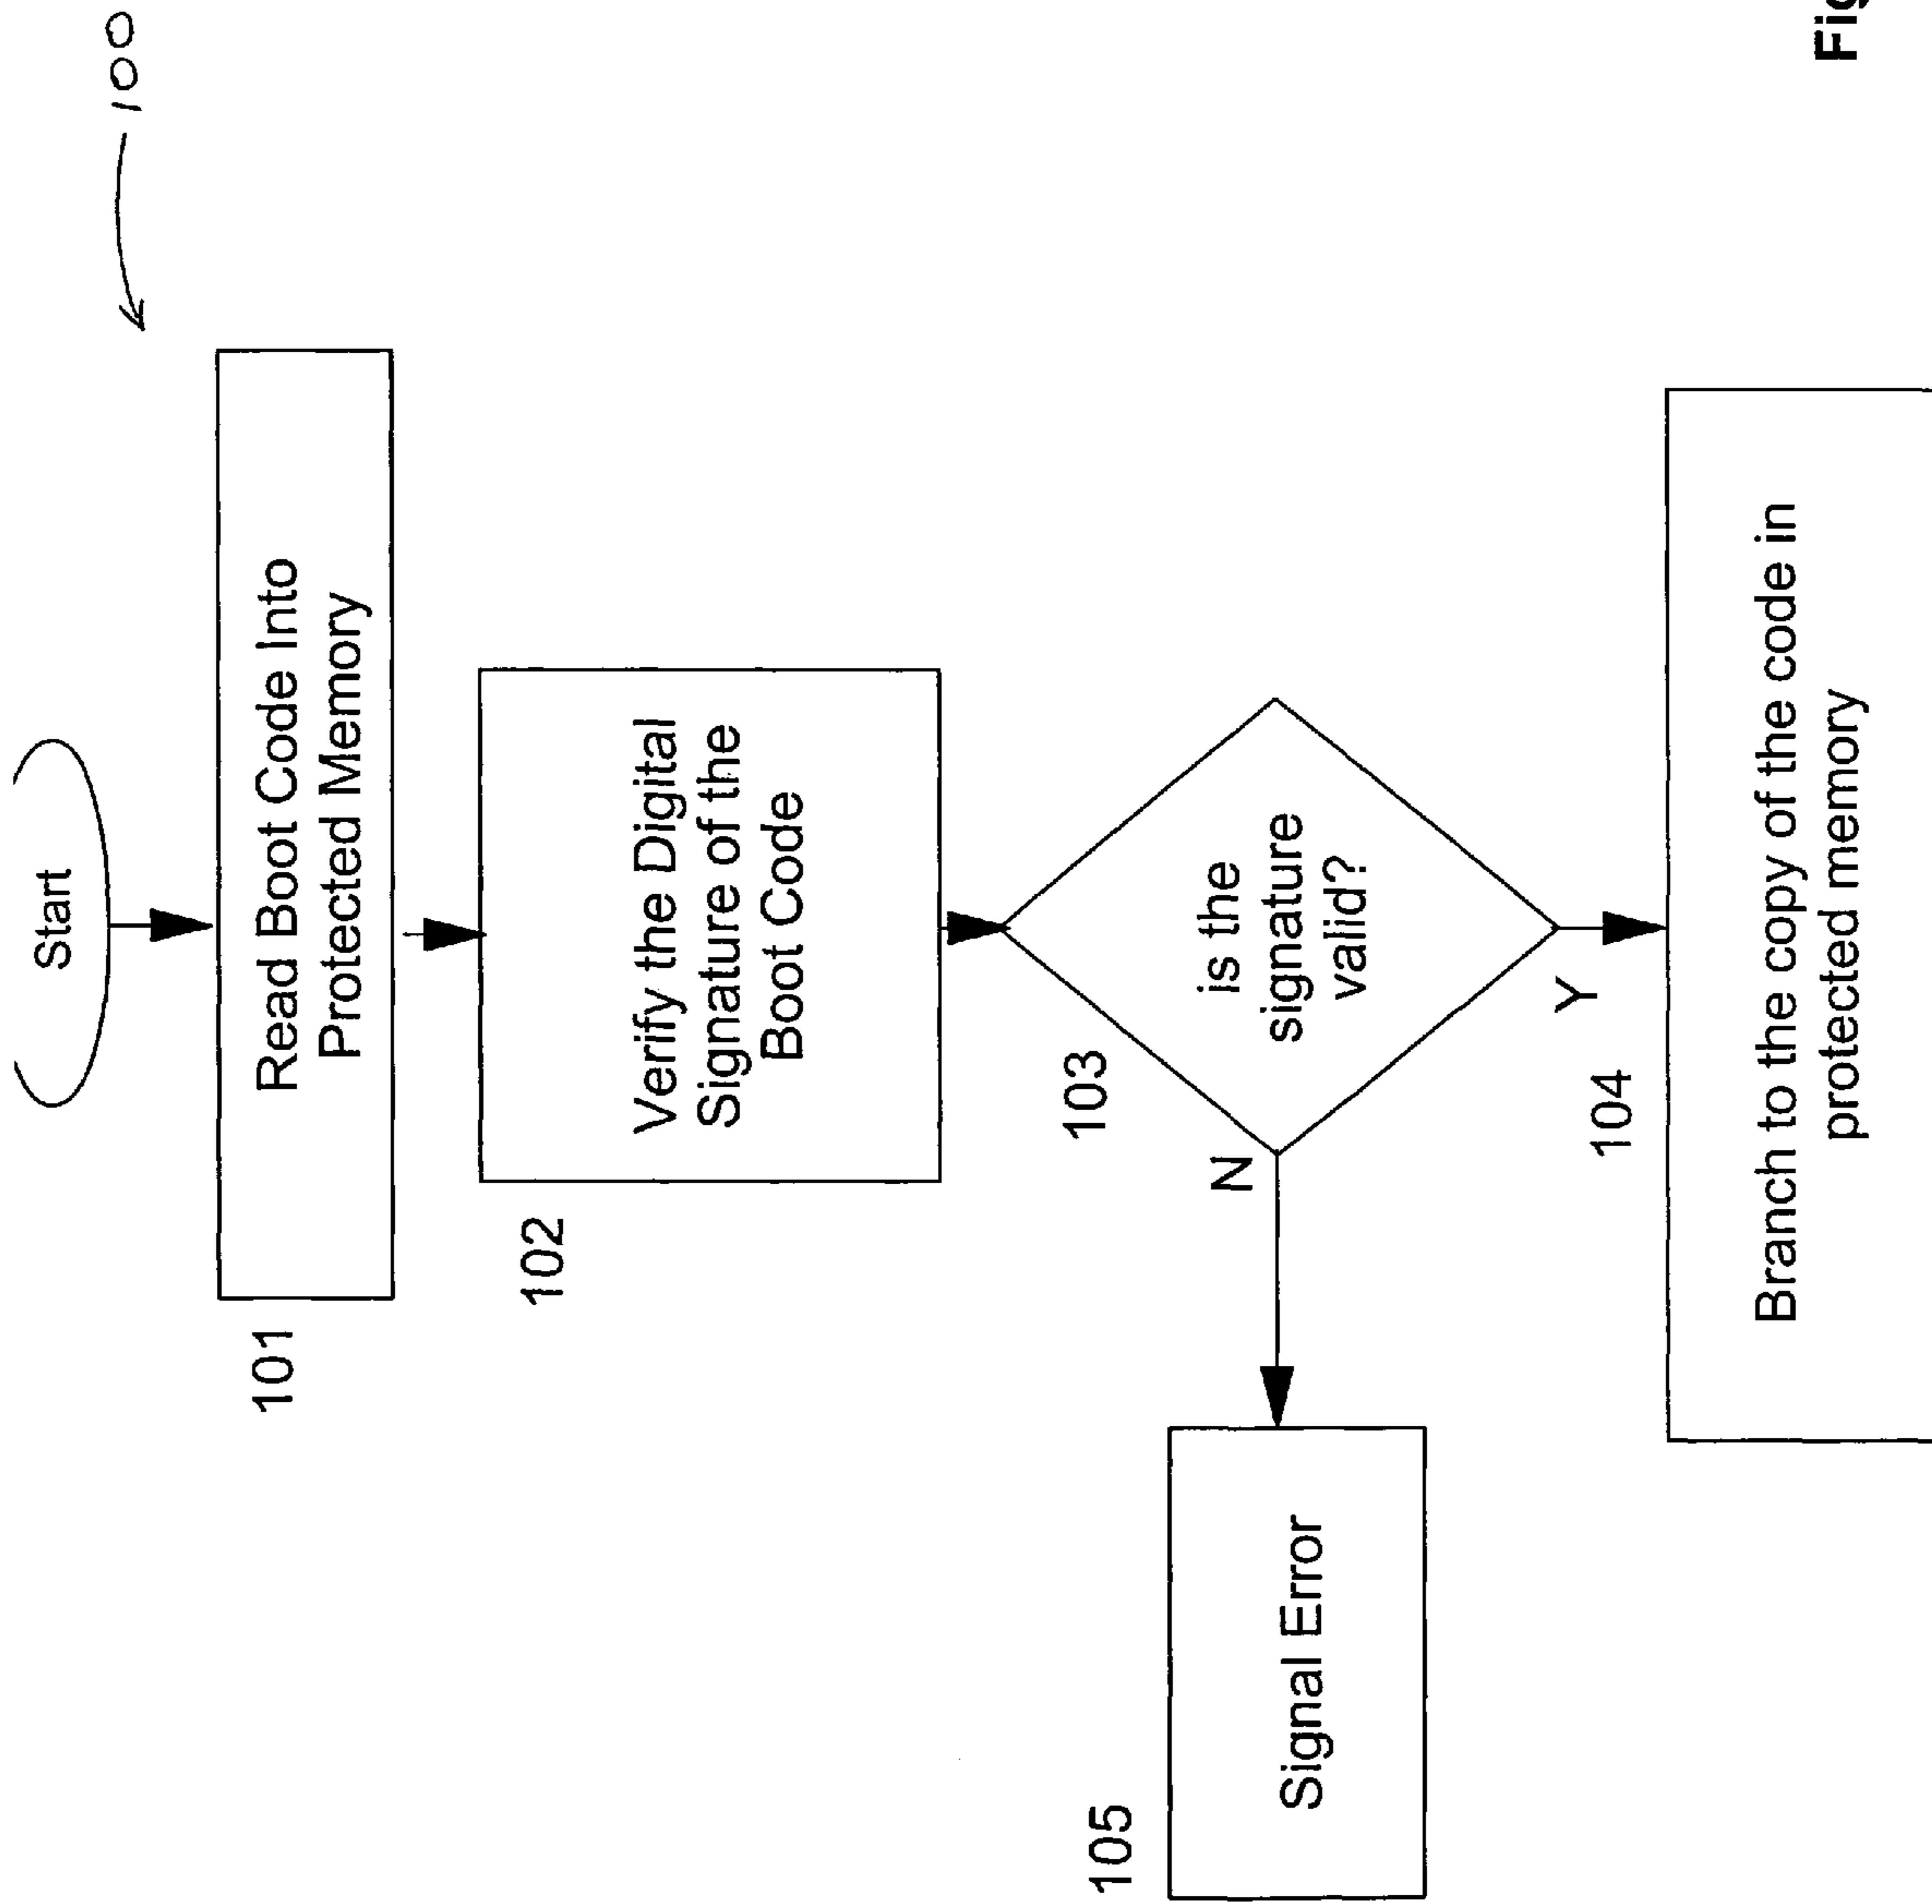 100
Start
101
Read Boot Code Into
Protected Memory
102
Verify the Digital
Signature of the
Boot Code
103
is the
signature
valid?
N
Y
105
Signal Error
104
Branch to the copy of the code in
protected memory
Fig